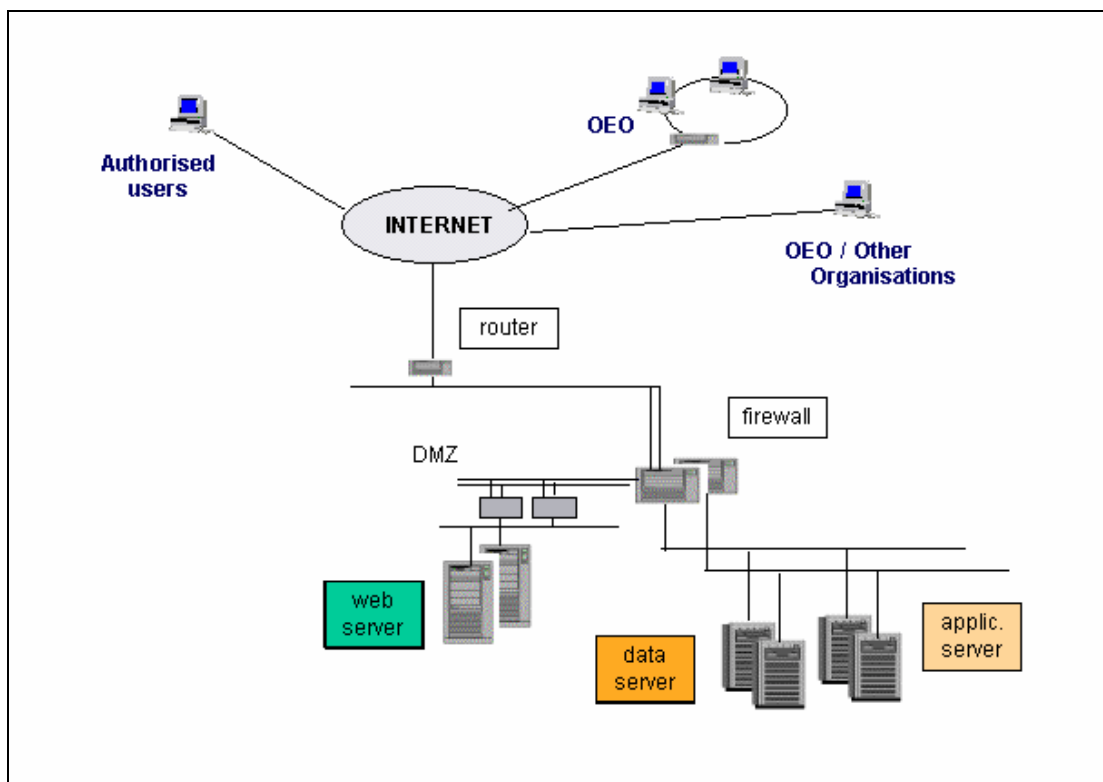 OEO
Authorised
users
INTERNET
OEO / Other
Organisations
router
firewall
DMZ
web
server
data
server
applic.
server